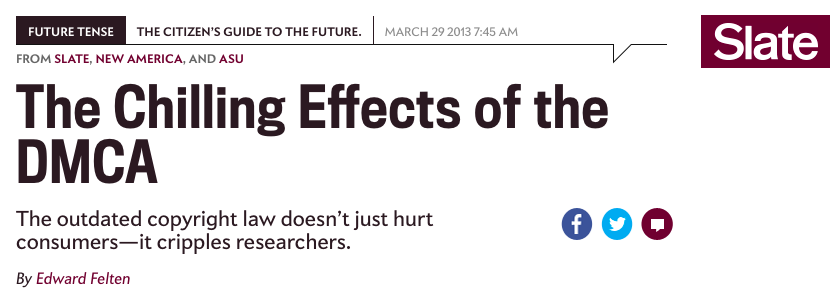 FUTURE TENSE THE CITIZEN'S GUIDE TO THE FUTURE. MARCH 29 2013 7:45 AM
Slate
FROM SLATE, NEW AMERICA, AND ASU
The Chilling Effects of the
DMCA
The outdated copyright law doesn't just hurt
consumers—it cripples researchers.
By Edward Felten